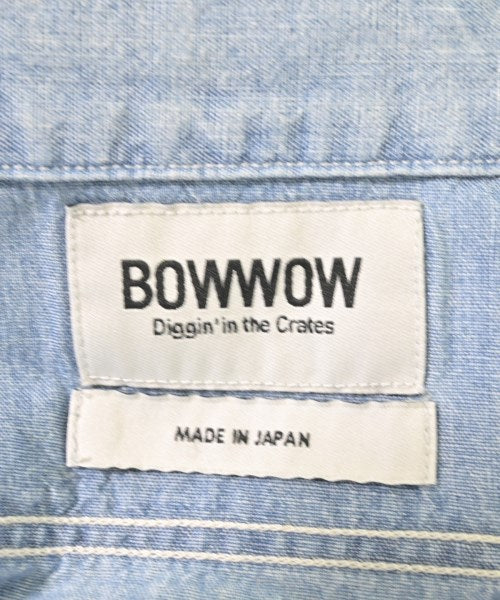 BOWWOW
Diggin' in the Crates
MADE IN JAPAN